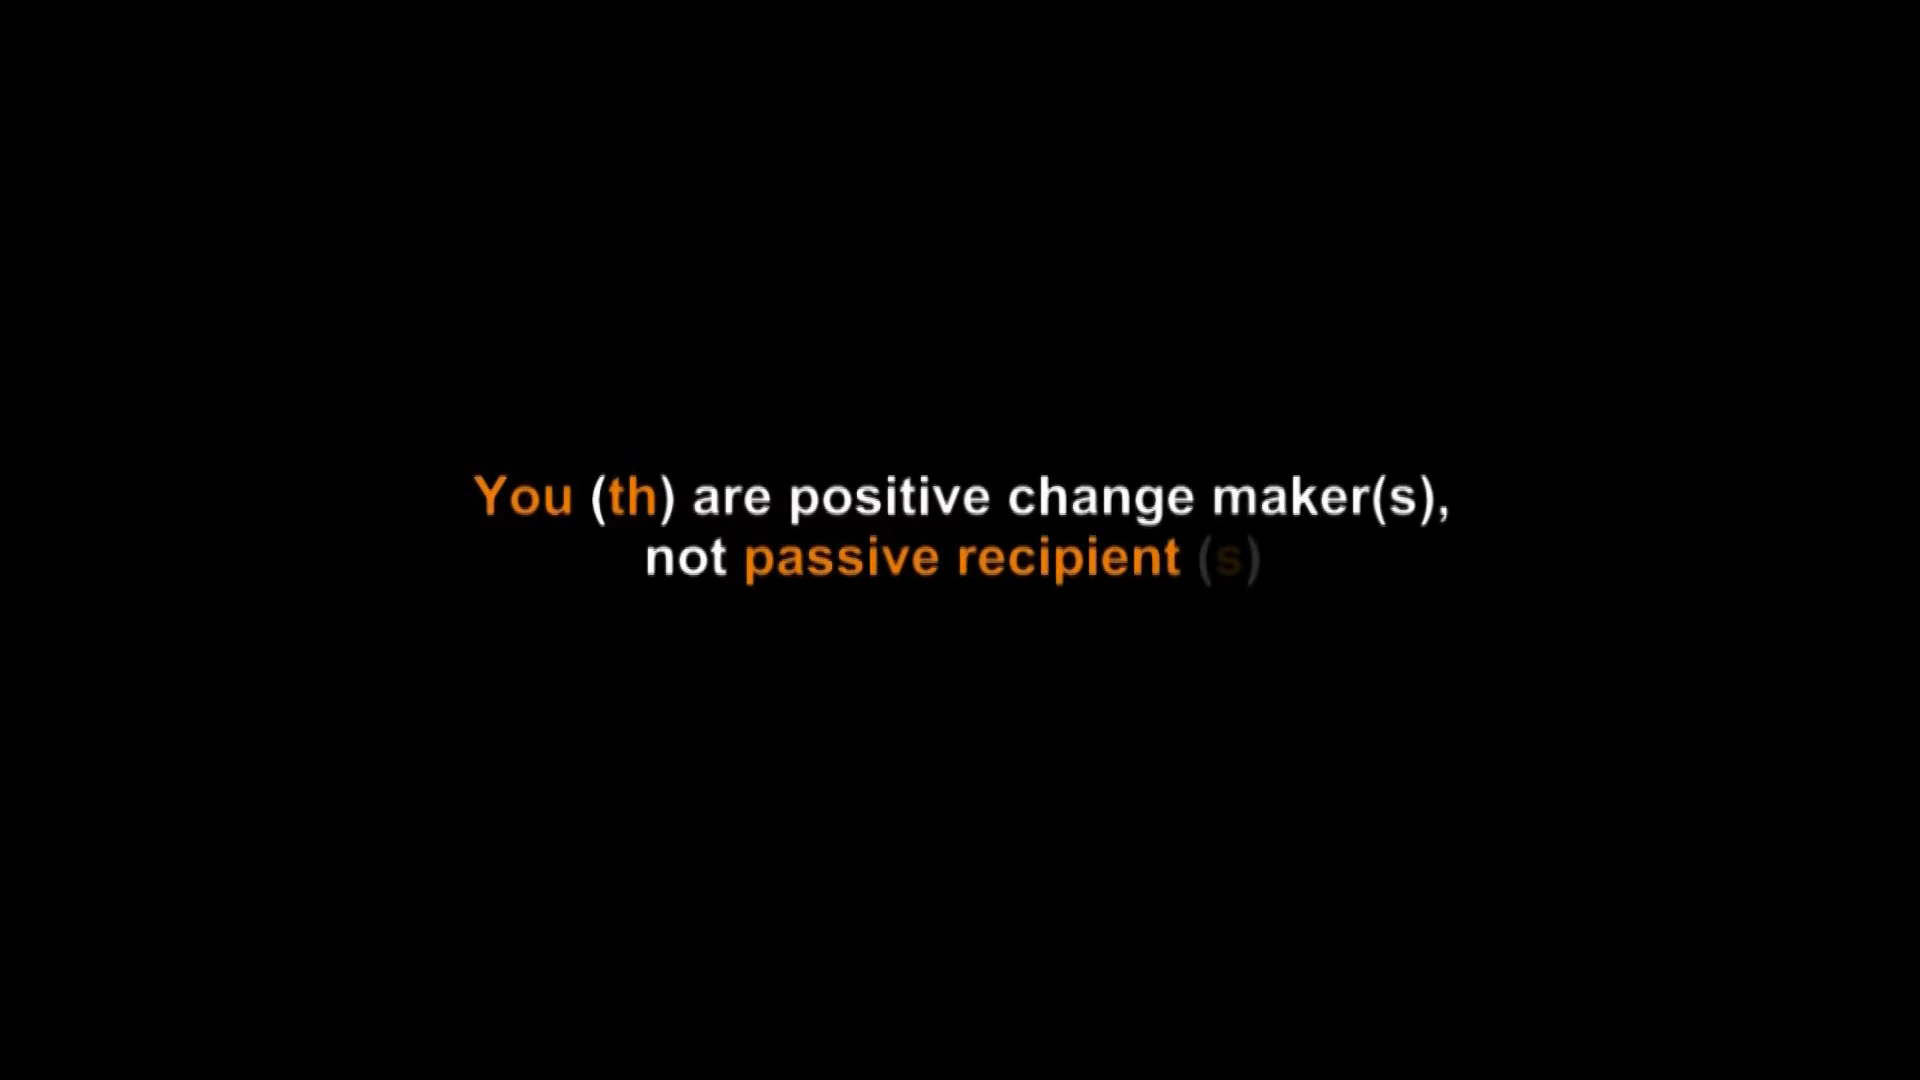 You (th) are positive change maker(s),
not passive recipient (s)